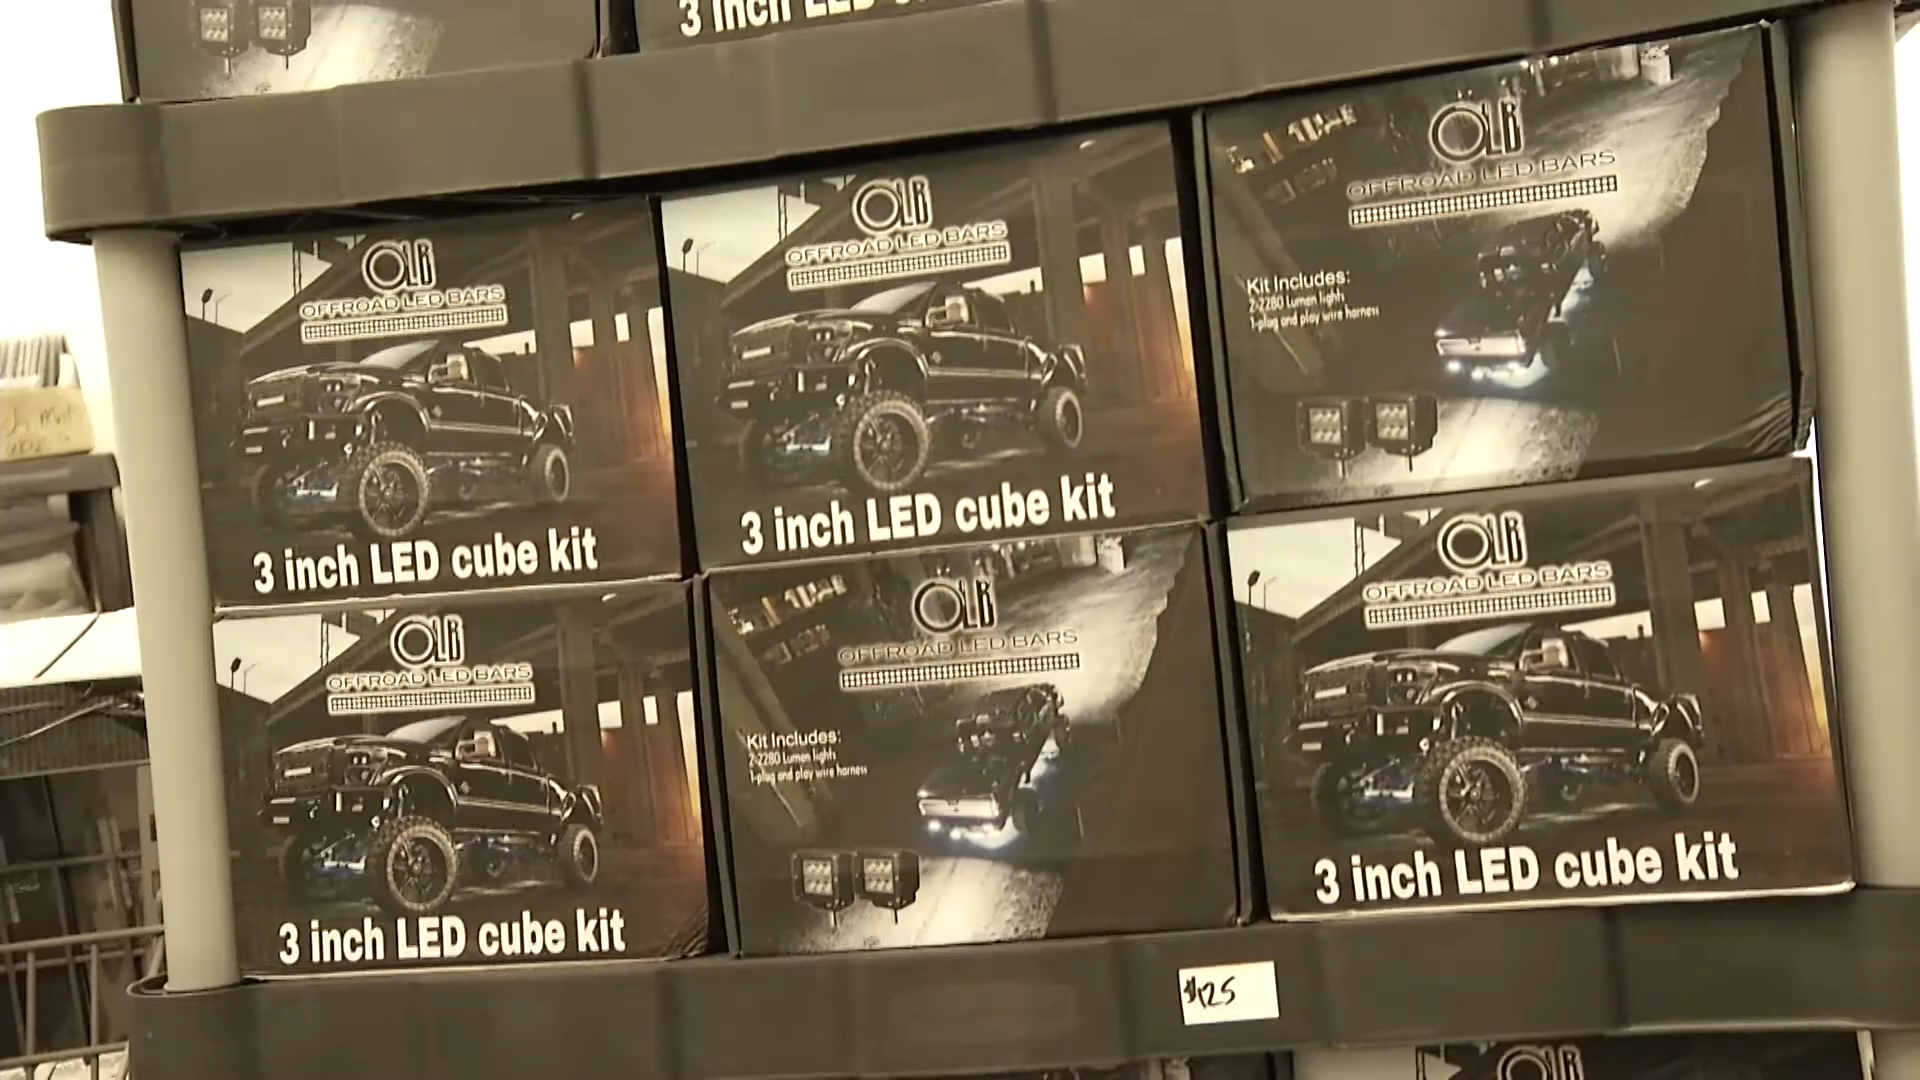 3 inch LED
OLB
OFFROAD LED BARS
3 inch LED cube kit
OLB
OFFROAD LED BARS
3 inch LED cube kit
OLB
OFFROAD LED BARS
Kit Includes:
2-2280 Lumen lights
1-plug and play wire harness
OLB
OFFROAD LED BARS
3 inch LED cube kit
OLB
OFFROAD LED BARS
Kit Includes:
2-2280 Lumen lights
1-plug and play wire harness
OLB
OFFROAD LED BARS
3 inch LED cube kit
$125
OLB